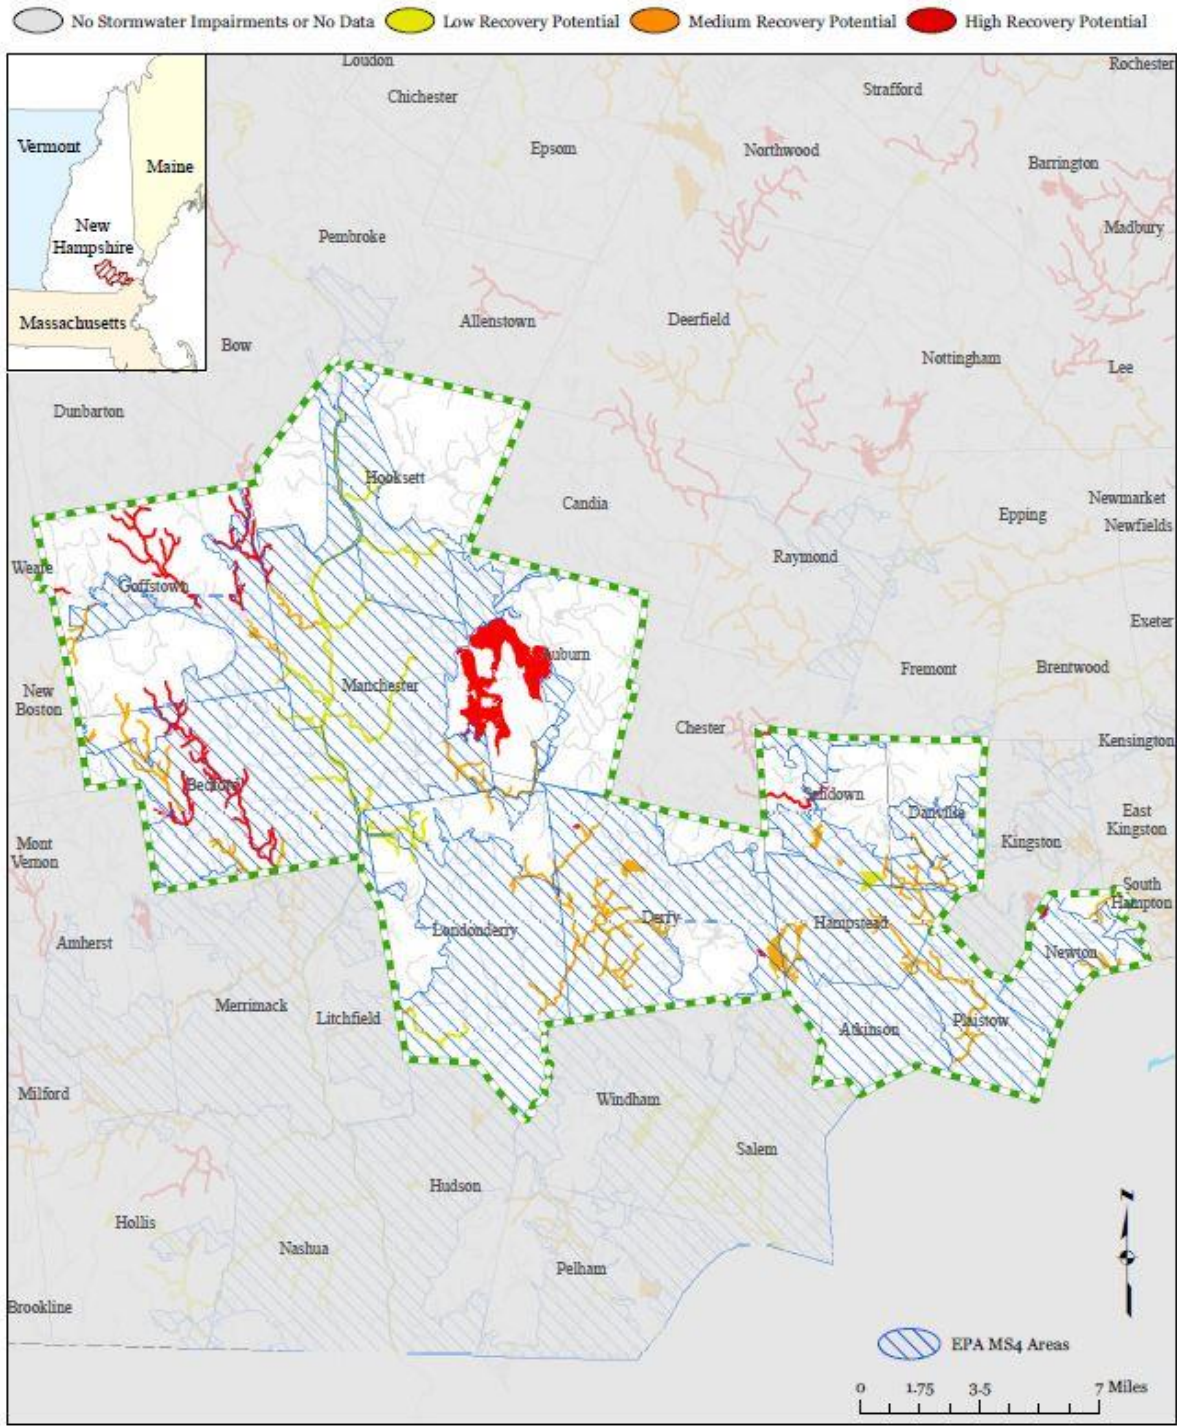 No Stormwater Impairments or No Data Low Recovery Potential Medium Recovery Potential High Recovery Potential
Loudon
Rochester
Chichester
Strafford
Vermont
Maine
Epsom
Northwood
Barrington
New
Hampshire
Pembroke
Madbury
Massachusetts
Allenstown
Deerfield
Bow
Nottingham
Lee
Dunbarton
Hooksett
Candia
Newmarket
Epping
Newfields
Weare
Goffstown
Raymond
Exeter
Auburn
Manchester
Fremont
Brentwood
New
Boston
Chester
Kensington
Bedford
Sandown
Danville
East
Kingston
Mont
Vernon
Kingston
South
Hampton
Derry
Hampstead
Londonderry
Amherst
Newton
Merrimack
Litchfield
Atkinson
Plaistow
Milford
Windham
Salem
Hudson
N
Hollis
Nashua
Pelham
Brookline
EPA MS4 Areas
0 1.75 3.5 7 Miles